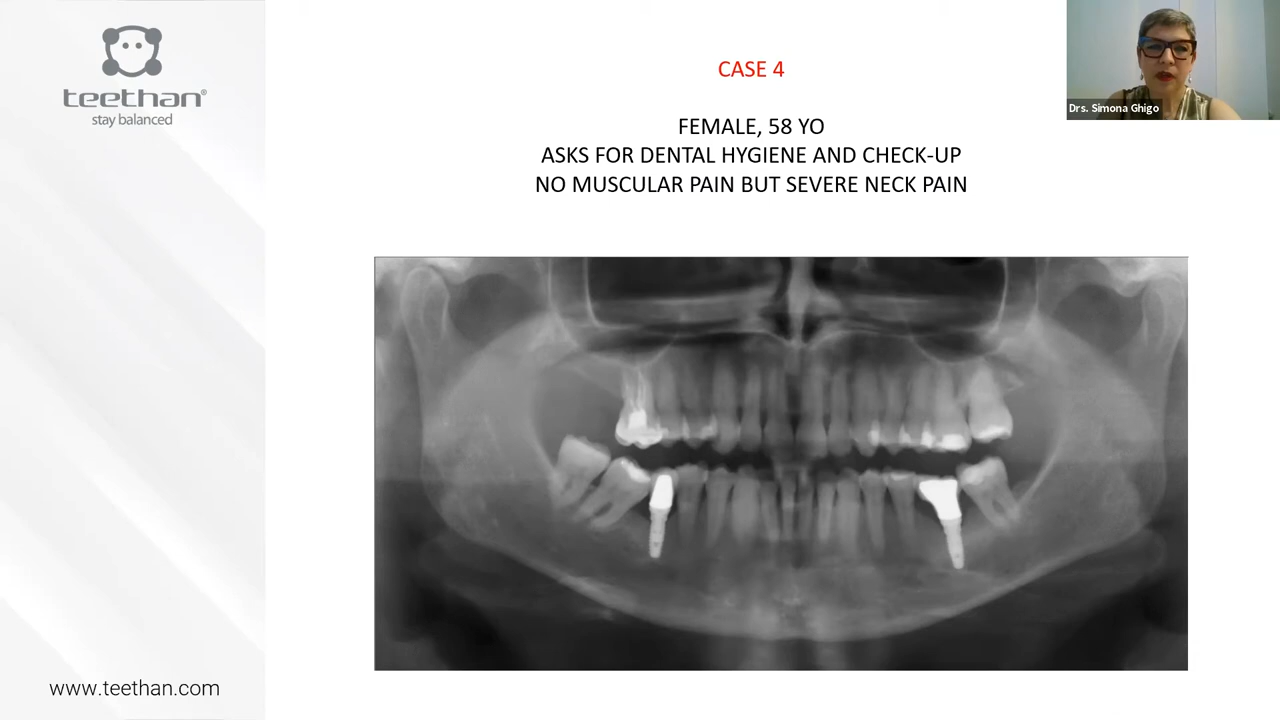 teethan®
stay balanced
CASE 4
FEMALE, 58 YO
ASKS FOR DENTAL HYGIENE AND CHECK-UP
NO MUSCULAR PAIN BUT SEVERE NECK PAIN
Drs. Simona Ghigo
www.teethan.com